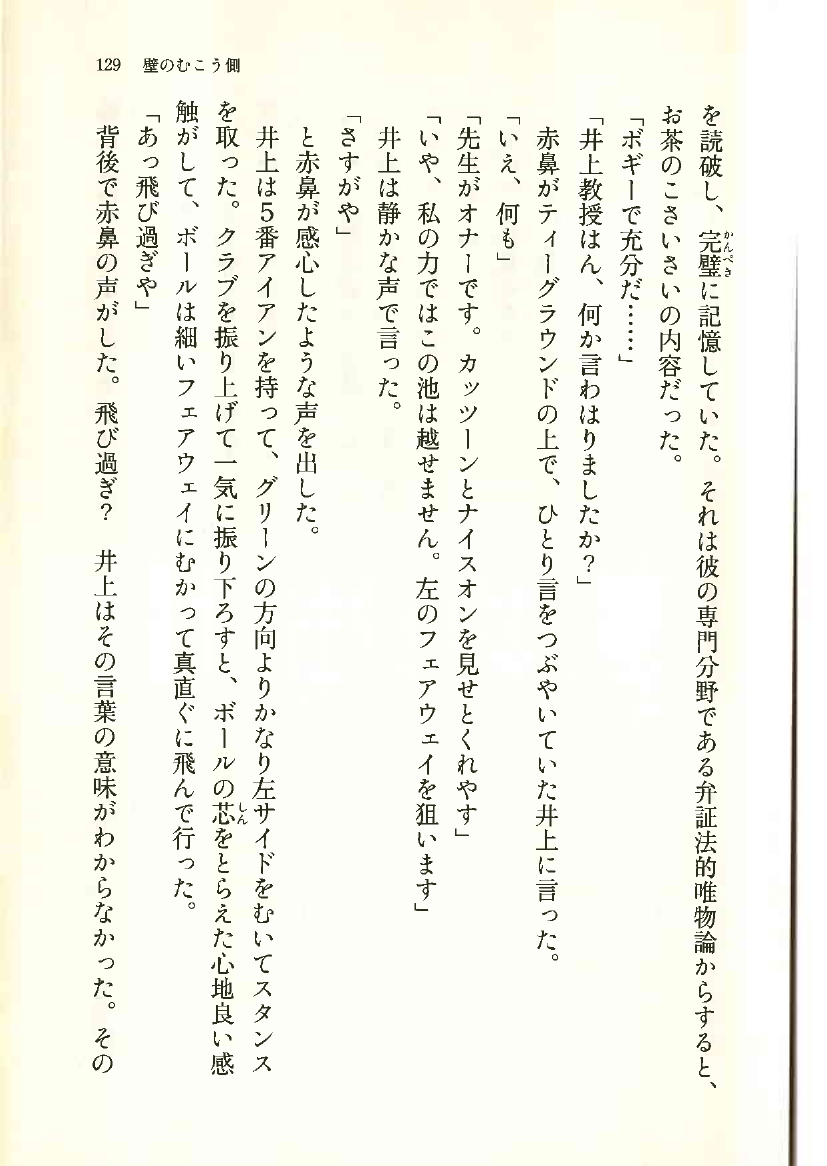 129 壁のむこう側
を読破し、完璧に記憶していた。それは彼の専門分野である弁証法的唯物論からすると、
お茶のこさいさいの内容だった。
「ボギーで充分だ……」
「井上教授はん、何か言わはりましたか?」
赤鼻がティーグラウンドの上で、ひとり言をつぶやいていた井上に言った。
「いえ、何も」
「先生がオナーです。カッツーンとナイスオンを見せとくれやす」
「いや、私の力ではこの池は越せません。左のフェアウェイを狙います」
井上は静かな声で言った。
「さすがや」
と赤鼻が感心したような声を出した。
井上は5番アイアンを持って、グリーンの方向よりかなり左サイドをむいてスタンス
を取った。クラブを振り上げて一気に振り下ろすと、ボールの芯をとらえた心地良い感
触がして、ボールは細いフェアウェイにむかって真直ぐに飛んで行った。
「あっ飛び過ぎや」
背後で赤鼻の声がした。飛び過ぎ? 井上はその言葉の意味がわからなかった。その